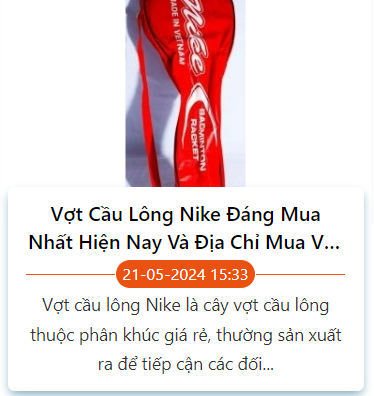 Nike
MADE IN VIETNAM
BADMINTON
RACKET
Vợt Cầu Lông Nike Đáng Mua
Nhất Hiện Nay Và Địa Chỉ Mua V...
21-05-2024 15:33
Vợt cầu lông Nike là cây vợt cầu lông
thuộc phân khúc giá rẻ, thường sản xuất
ra để tiếp cận các đối...